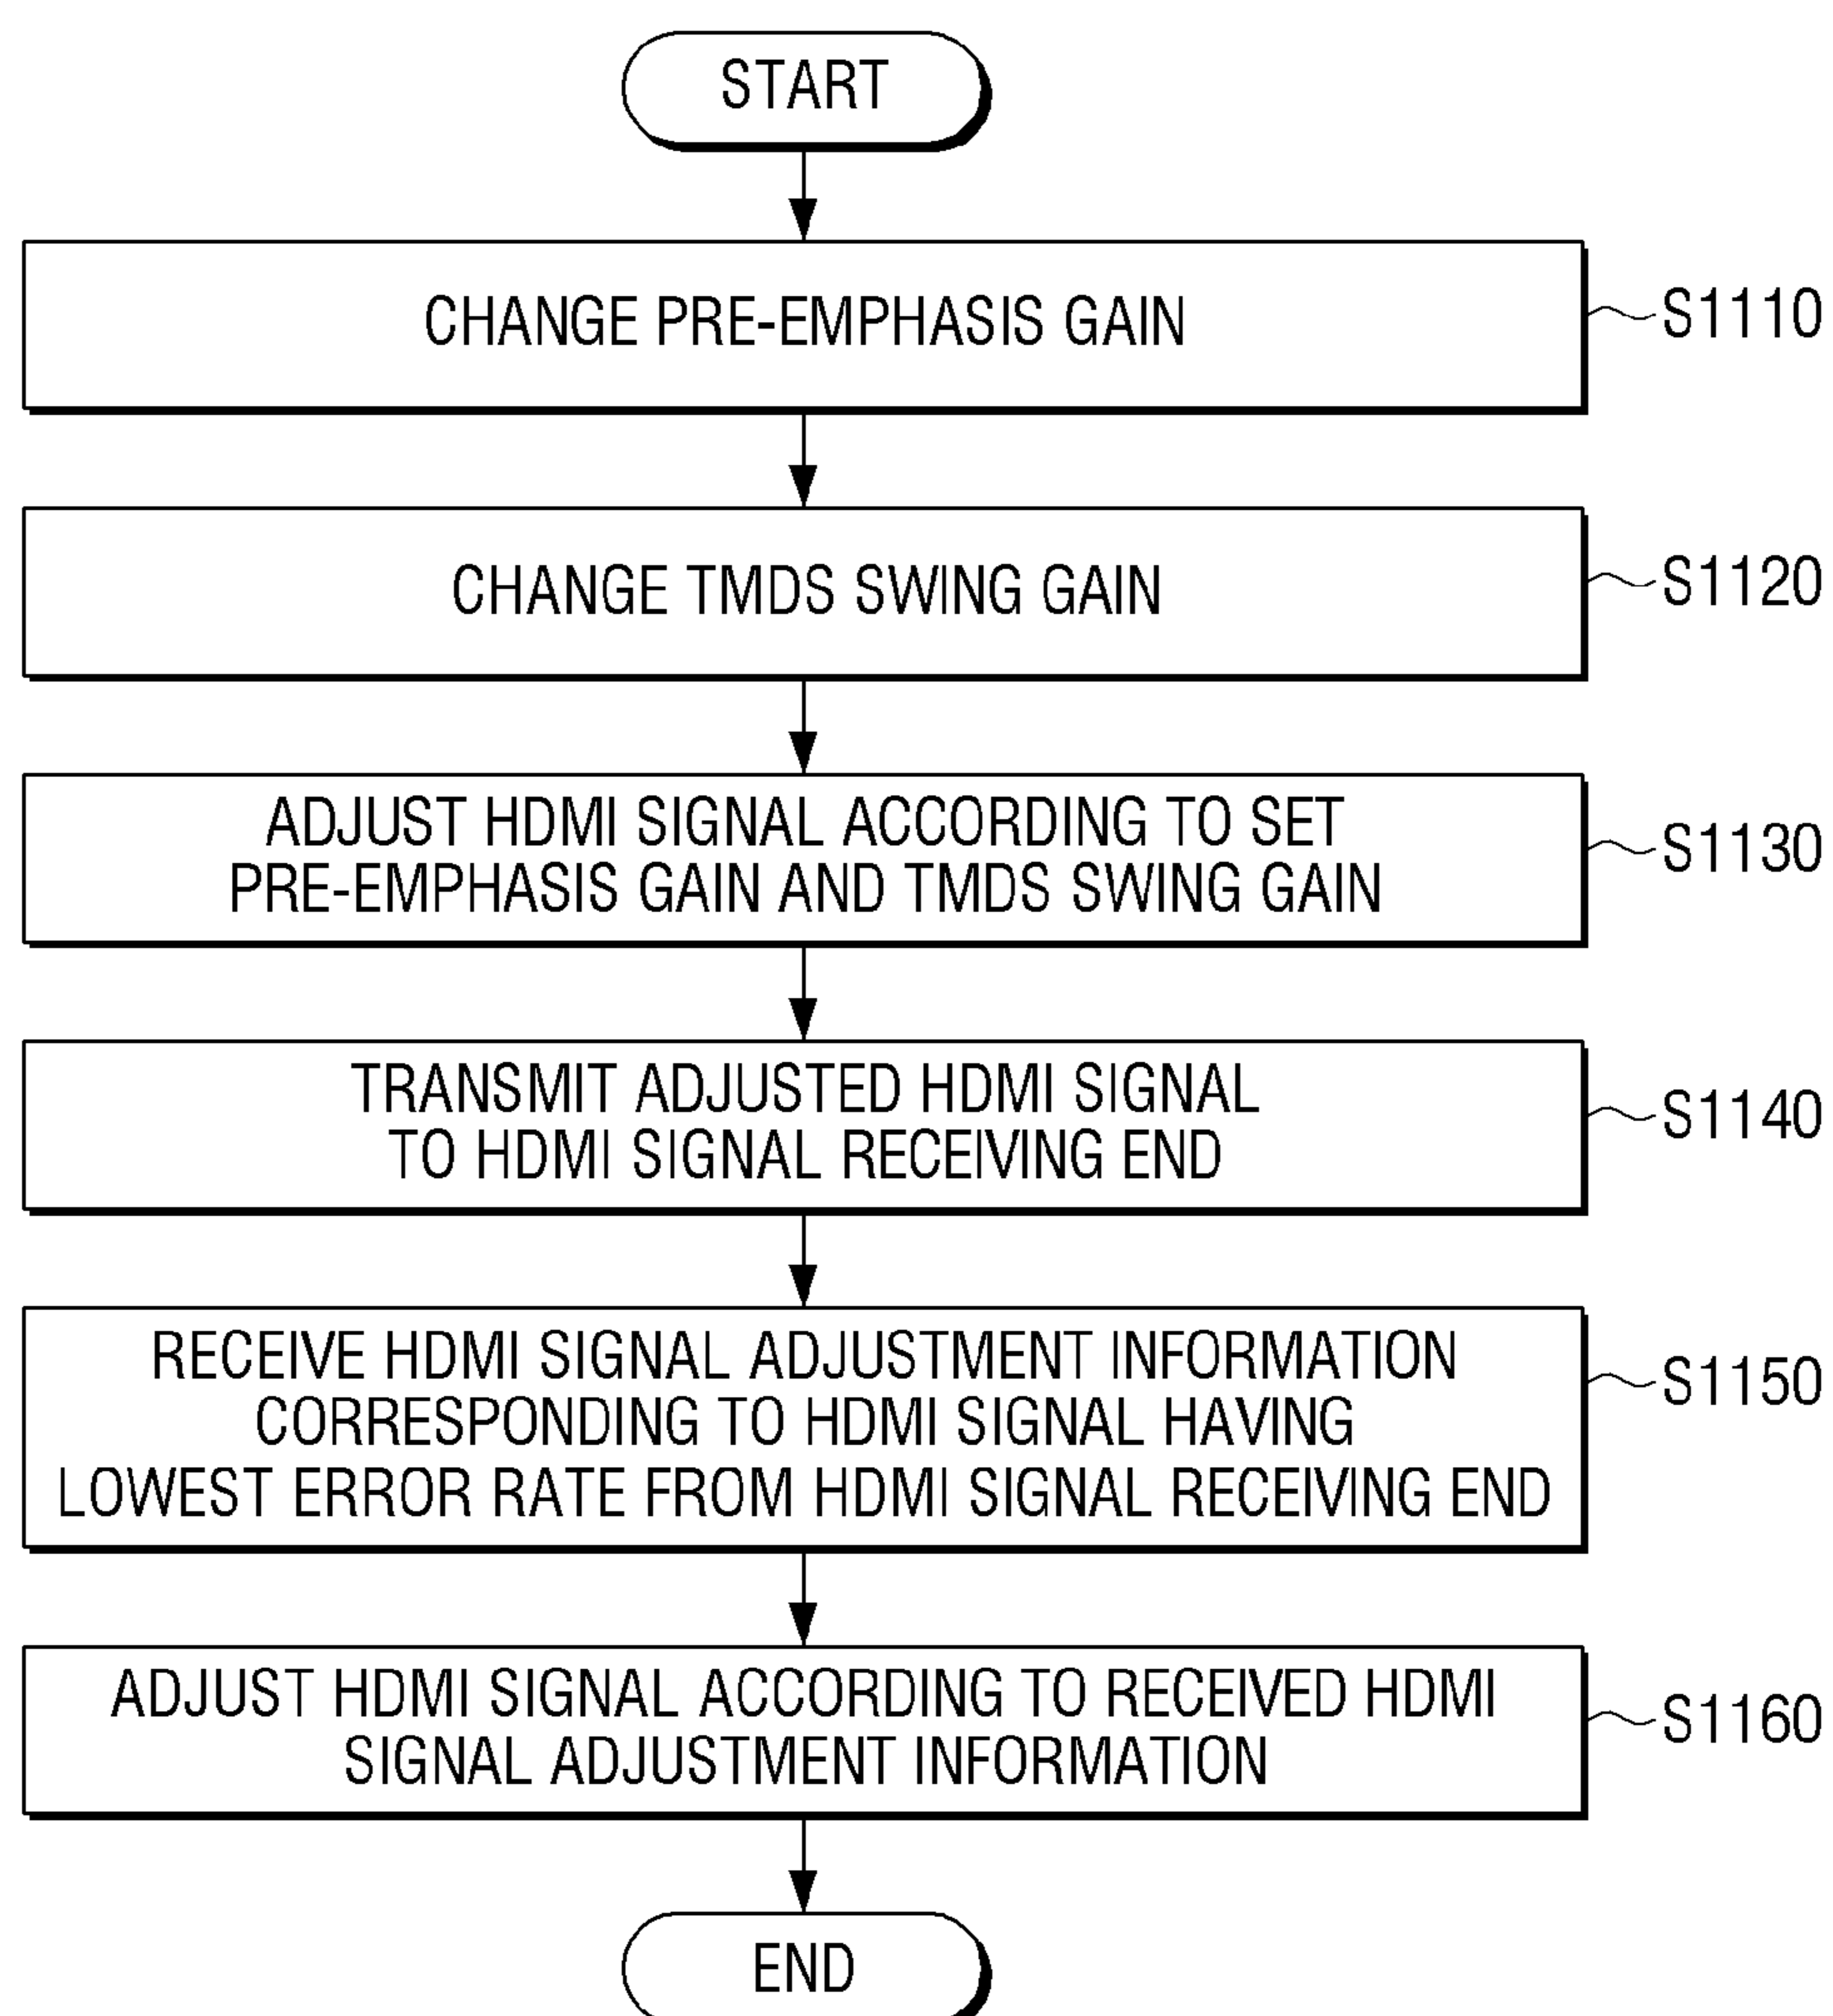 START
CHANGE PRE-EMPHASIS GAIN
S1110
CHANGE TMDS SWING GAIN
S1120
ADJUST HDMI SIGNAL ACCORDING TO SET
PRE-EMPHASIS GAIN AND TMDS SWING GAIN
S1130
TRANSMIT ADJUSTED HDMI SIGNAL
TO HDMI SIGNAL RECEIVING END
S1140
RECEIVE HDMI SIGNAL ADJUSTMENT INFORMATION
CORRESPONDING TO HDMI SIGNAL HAVING
LOWEST ERROR RATE FROM HDMI SIGNAL RECEIVING END
S1150
ADJUST HDMI SIGNAL ACCORDING TO RECEIVED HDMI
SIGNAL ADJUSTMENT INFORMATION
S1160
END